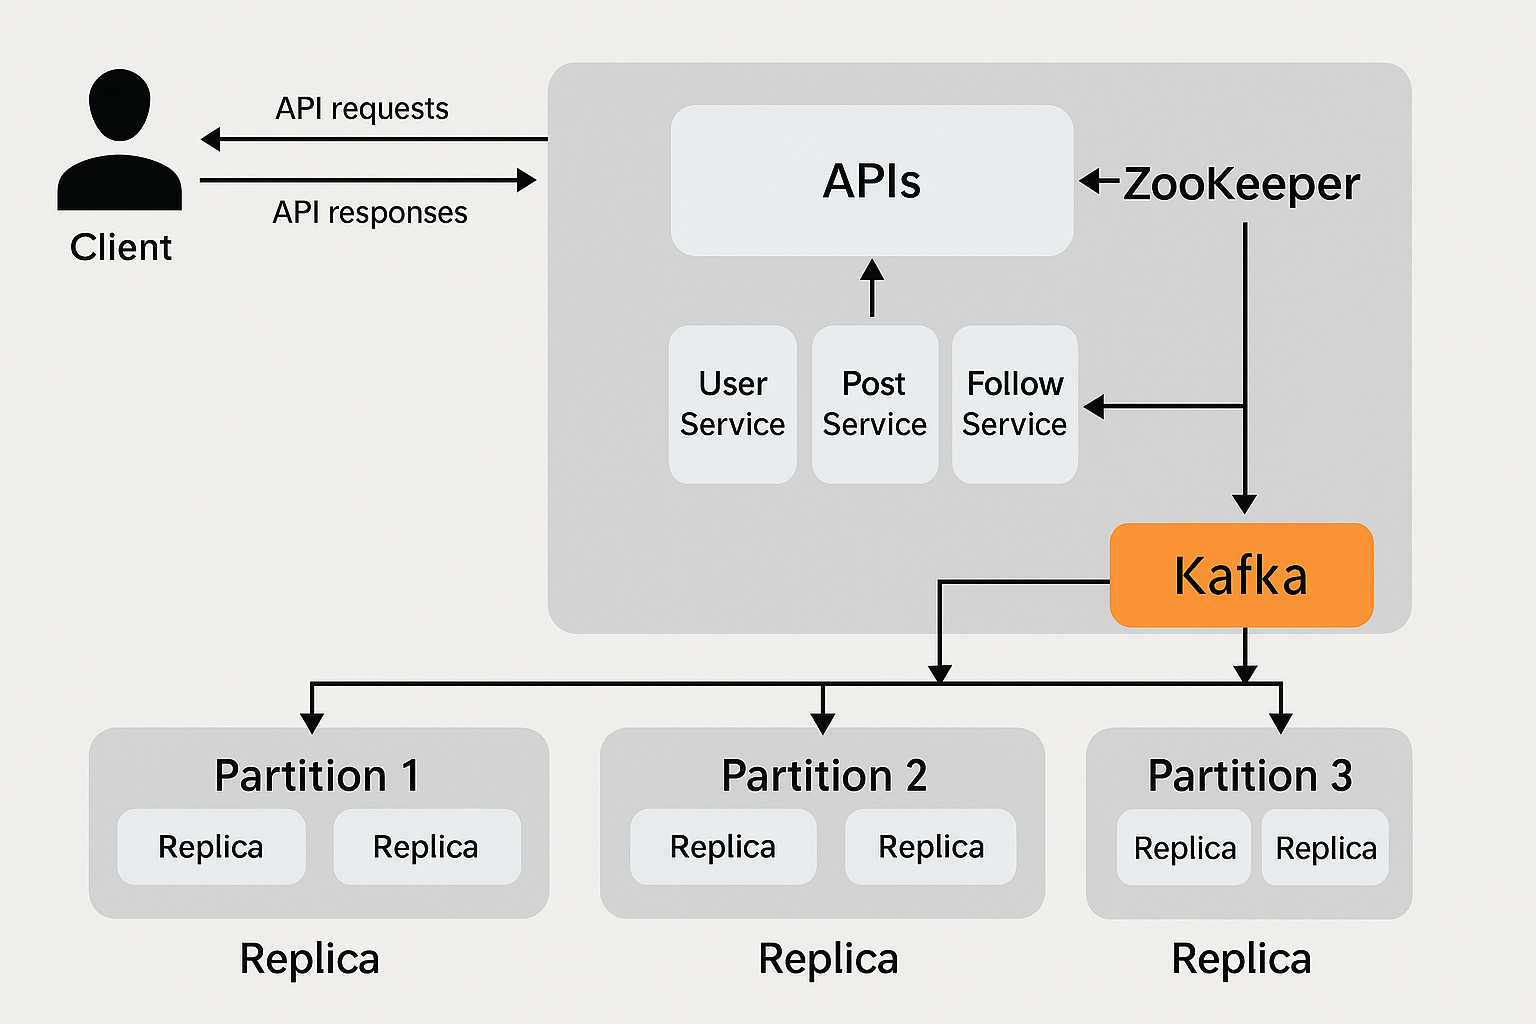 API requests
API responses
Client
APIs
ZooKeeper
User
Service
Post
Service
Follow
Service
Kafka
Partition 1
Replica
Replica
Replica
Partition 2
Replica
Replica
Replica
Partition 3
Replica
Replica
Replica